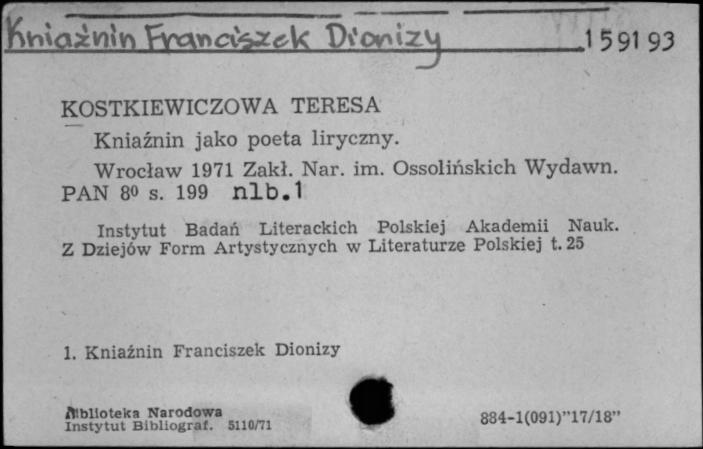 Kniaźnin Franciszek Dionizy 159193
KOSTKIEWICZOWA TERESA
Kniaźnin jako poeta liryczny.
Wrocław 1971 Zakł. Nar. im. Ossolińskich Wydawn.
PAN 8⁰ s. 199 nlb.1
Instytut Badań Literackich Polskiej Akademii Nauk.
Z Dziejów Form Artystycznych w Literaturze Polskiej t. 25
1. Kniaźnin Franciszek Dionizy
Biblioteka Narodowa
Instytut Bibliograf. 5110/71
884-1(091)"17/18"